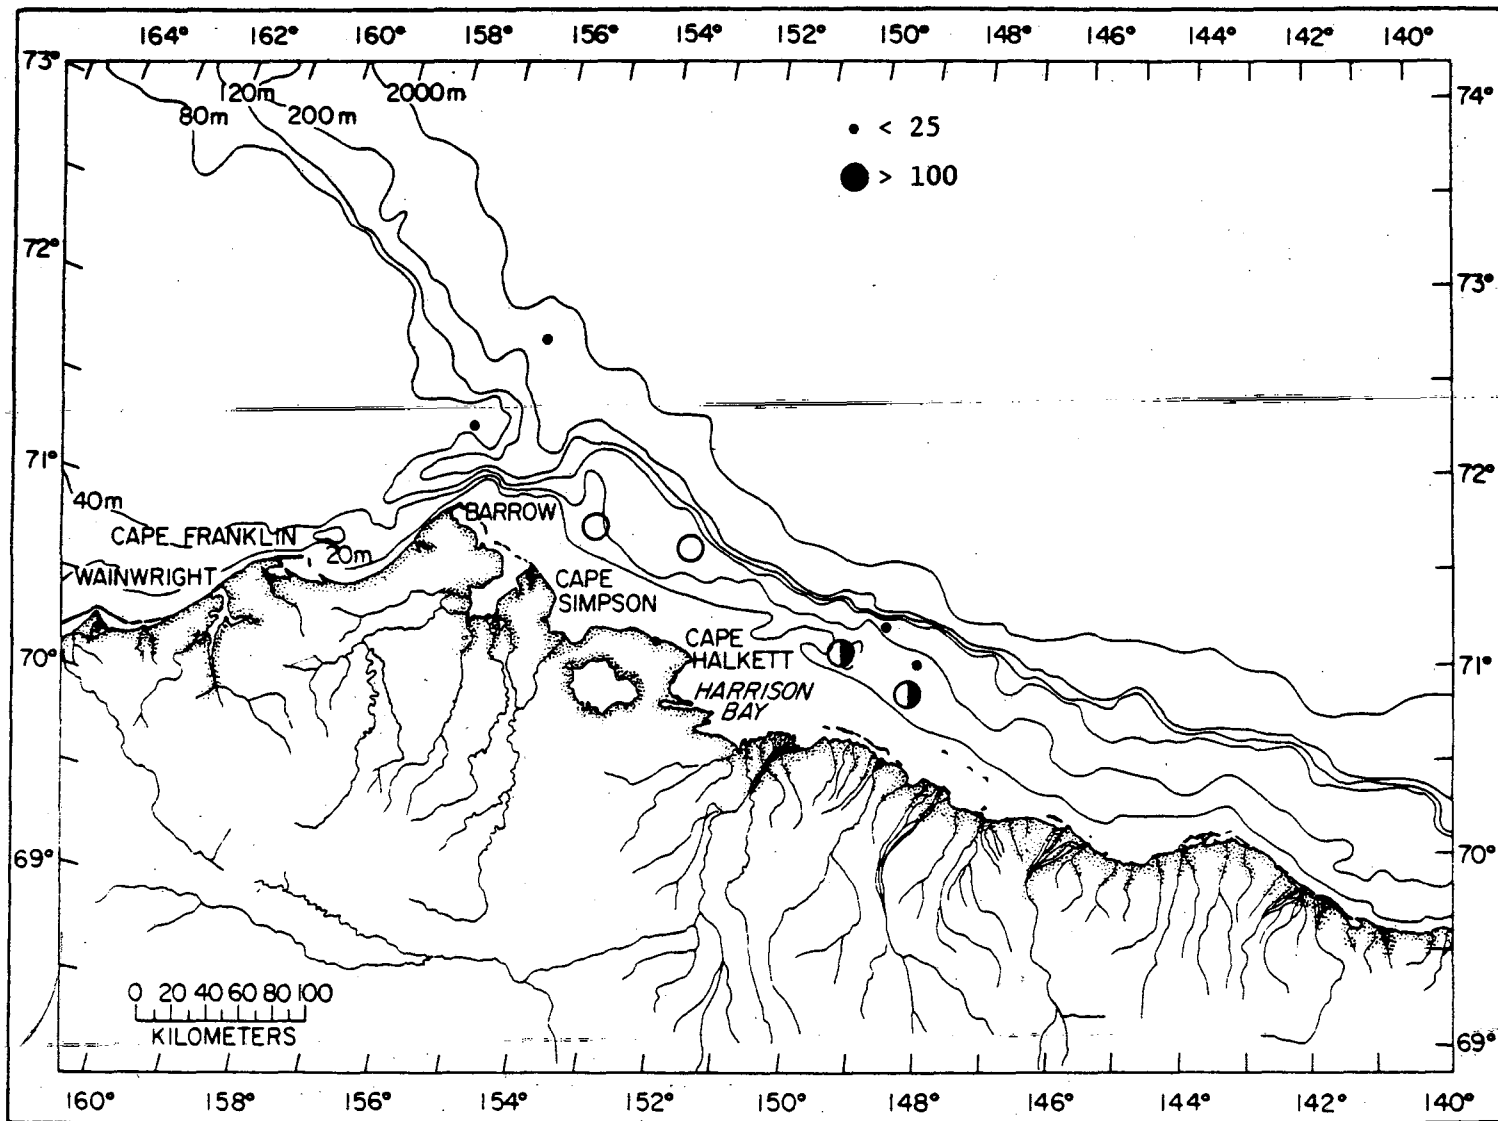 164° 162° 160° 158° 156° 154° 152° 150° 148° 146° 144° 142° 140°
73° 74°
120m 2000m
80m 200m
< 25
> 100
72° 73°
71° 72°
40m
BARROW
CAPE FRANKLIN
20m
WAINWRIGHT
CAPE
SIMPSON
CAPE
HALKETT
70° 71°
HARRISON
BAY
69° 70°
0 20 40 60 80 100
KILOMETERS
69°
160° 158° 156° 154° 152° 150° 148° 146° 144° 142° 140°